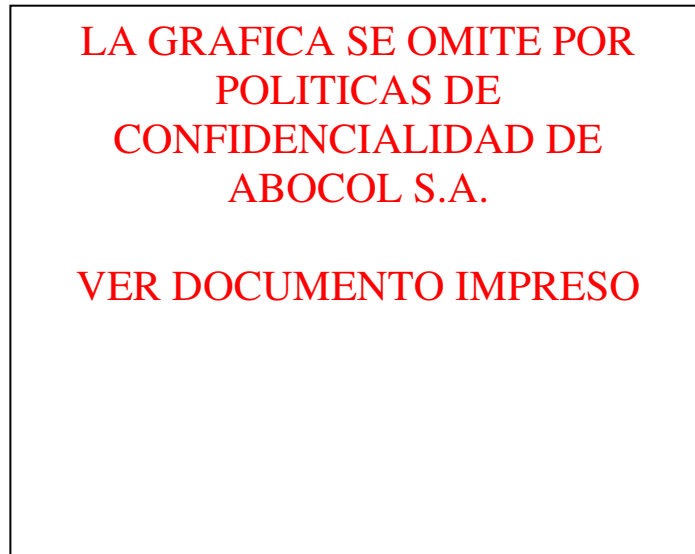 LA GRAFICA SE OMITE POR
POLITICAS DE
CONFIDENCIALIDAD DE
ABOCOL S.A.
VER DOCUMENTO IMPRESO